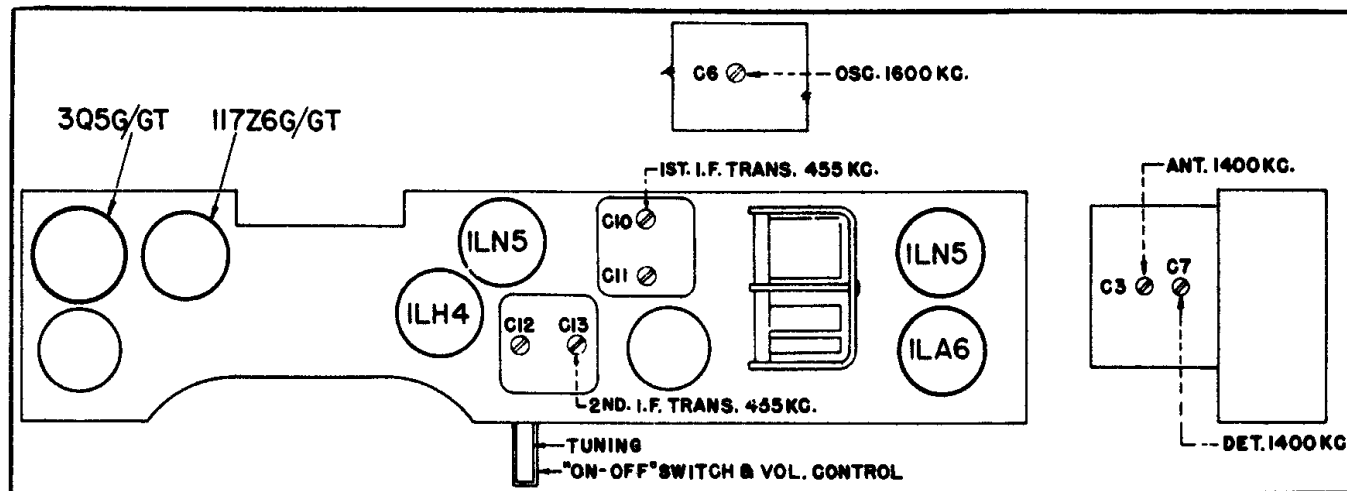 C6
OSC. 1600 KC.
3Q5G/GT
117Z6G/GT
1ST. I.F. TRANS. 455 KC.
ANT. 1400 KC.
C10
1LN5
1LN5
C11
C3
C7
1LH4
C12
C13
1LA6
2ND. I.F. TRANS. 455 KC.
DET. 1400 KC
TUNING
"ON-OFF" SWITCH & VOL. CONTROL